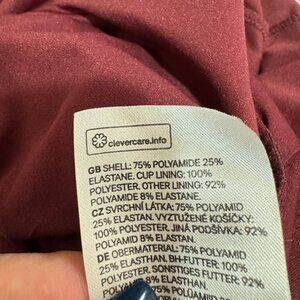 clevercare.info
GB SHELL: 75% POLYAMIDE 25%
ELASTANE. CUP LINING: 100%
POLYESTER. OTHER LINING: 92%
POLYAMIDE 8% ELASTANE.
CZ SVRCHNÍ LÁTKA: 75% POLYAMID
25% ELASTAN. VYZTUŽENÉ KOŠÍČKY:
100% POLYESTER. JINÁ PODŠÍVKA: 92%
POLYAMID 8% ELASTAN.
DE OBERMATERIAL: 75% POLYAMID
25% ELASTHAN. BH-FUTTER: 100%
POLYESTER. SONSTIGES FUTTER: 92%
POLYAMID 8% ELASTHAN.